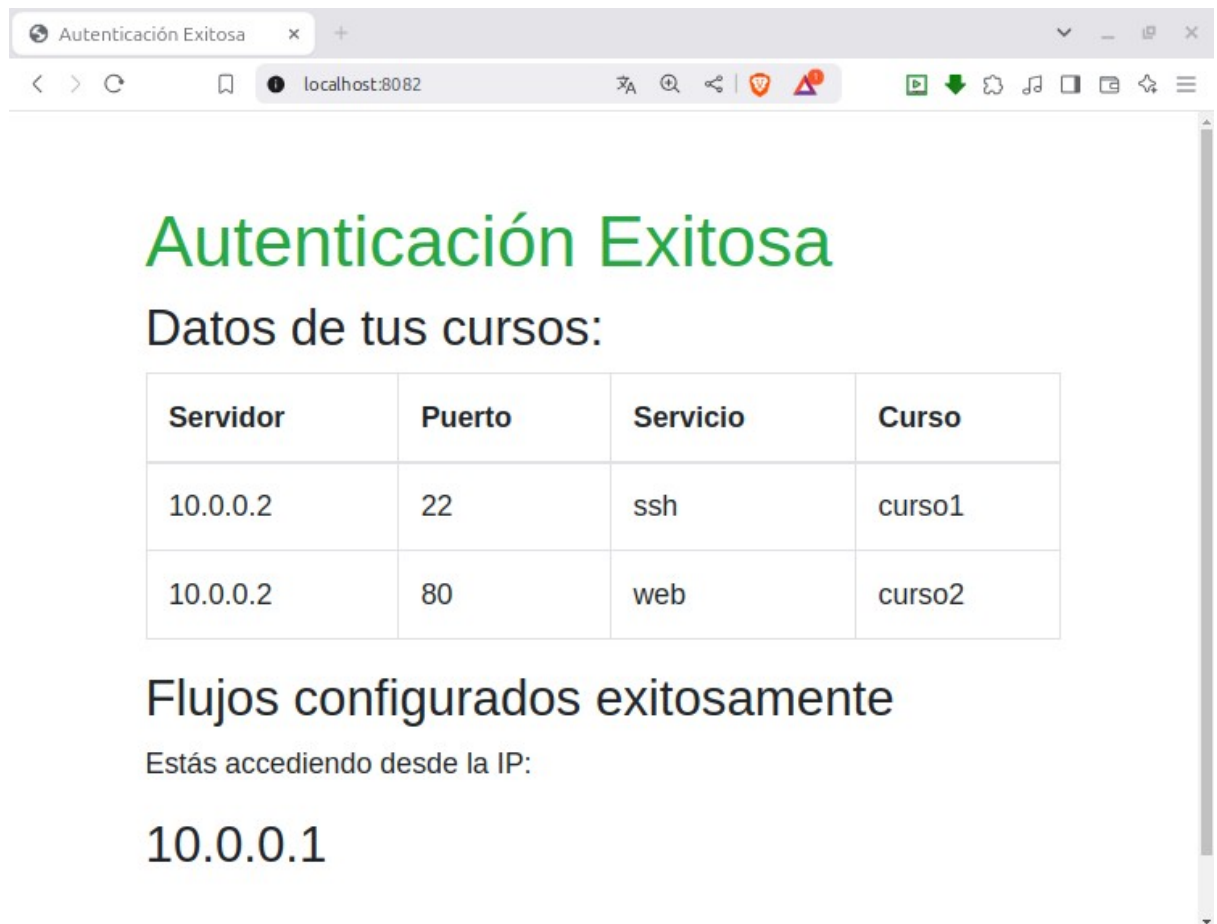 Autenticación Exitosa
localhost:8082
Autenticación Exitosa
Datos de tus cursos:
Servidor Puerto Servicio Curso
10.0.0.2 22 ssh curso1
10.0.0.2 80 web curso2
Flujos configurados exitosamente
Estás accediendo desde la IP:
10.0.0.1